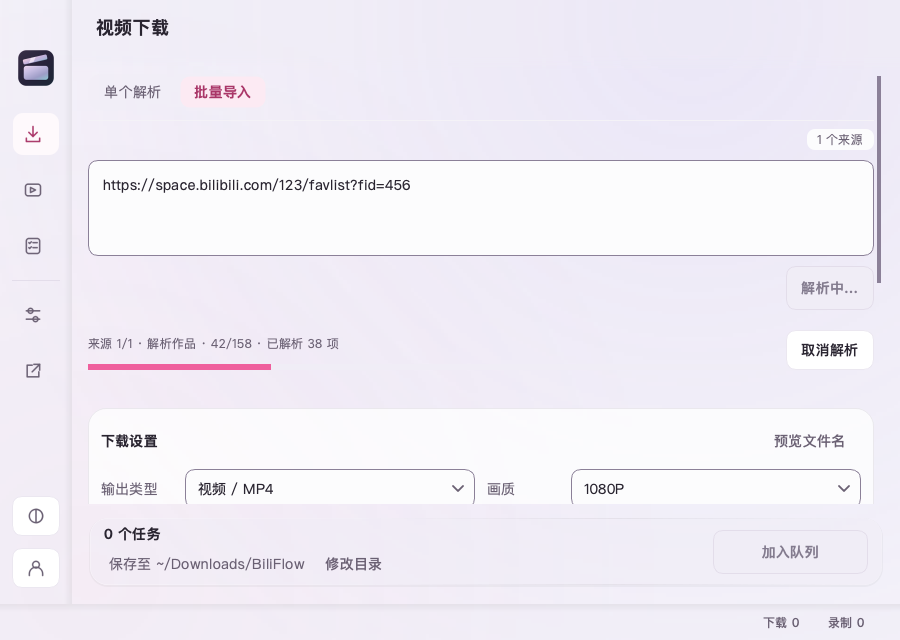 视频下载
单个解析 批量导入
1 个来源
https://space.bilibili.com/123/favlist?fid=456
解析中...
来源 1/1 · 解析作品 · 42/158 · 已解析 38 项
取消解析
下载设置 预览文件名
输出类型 视频 / MP4 画质 1080P
0 个任务
保存至 ~/Downloads/BiliFlow 修改目录
加入队列
下载 0 录制 0